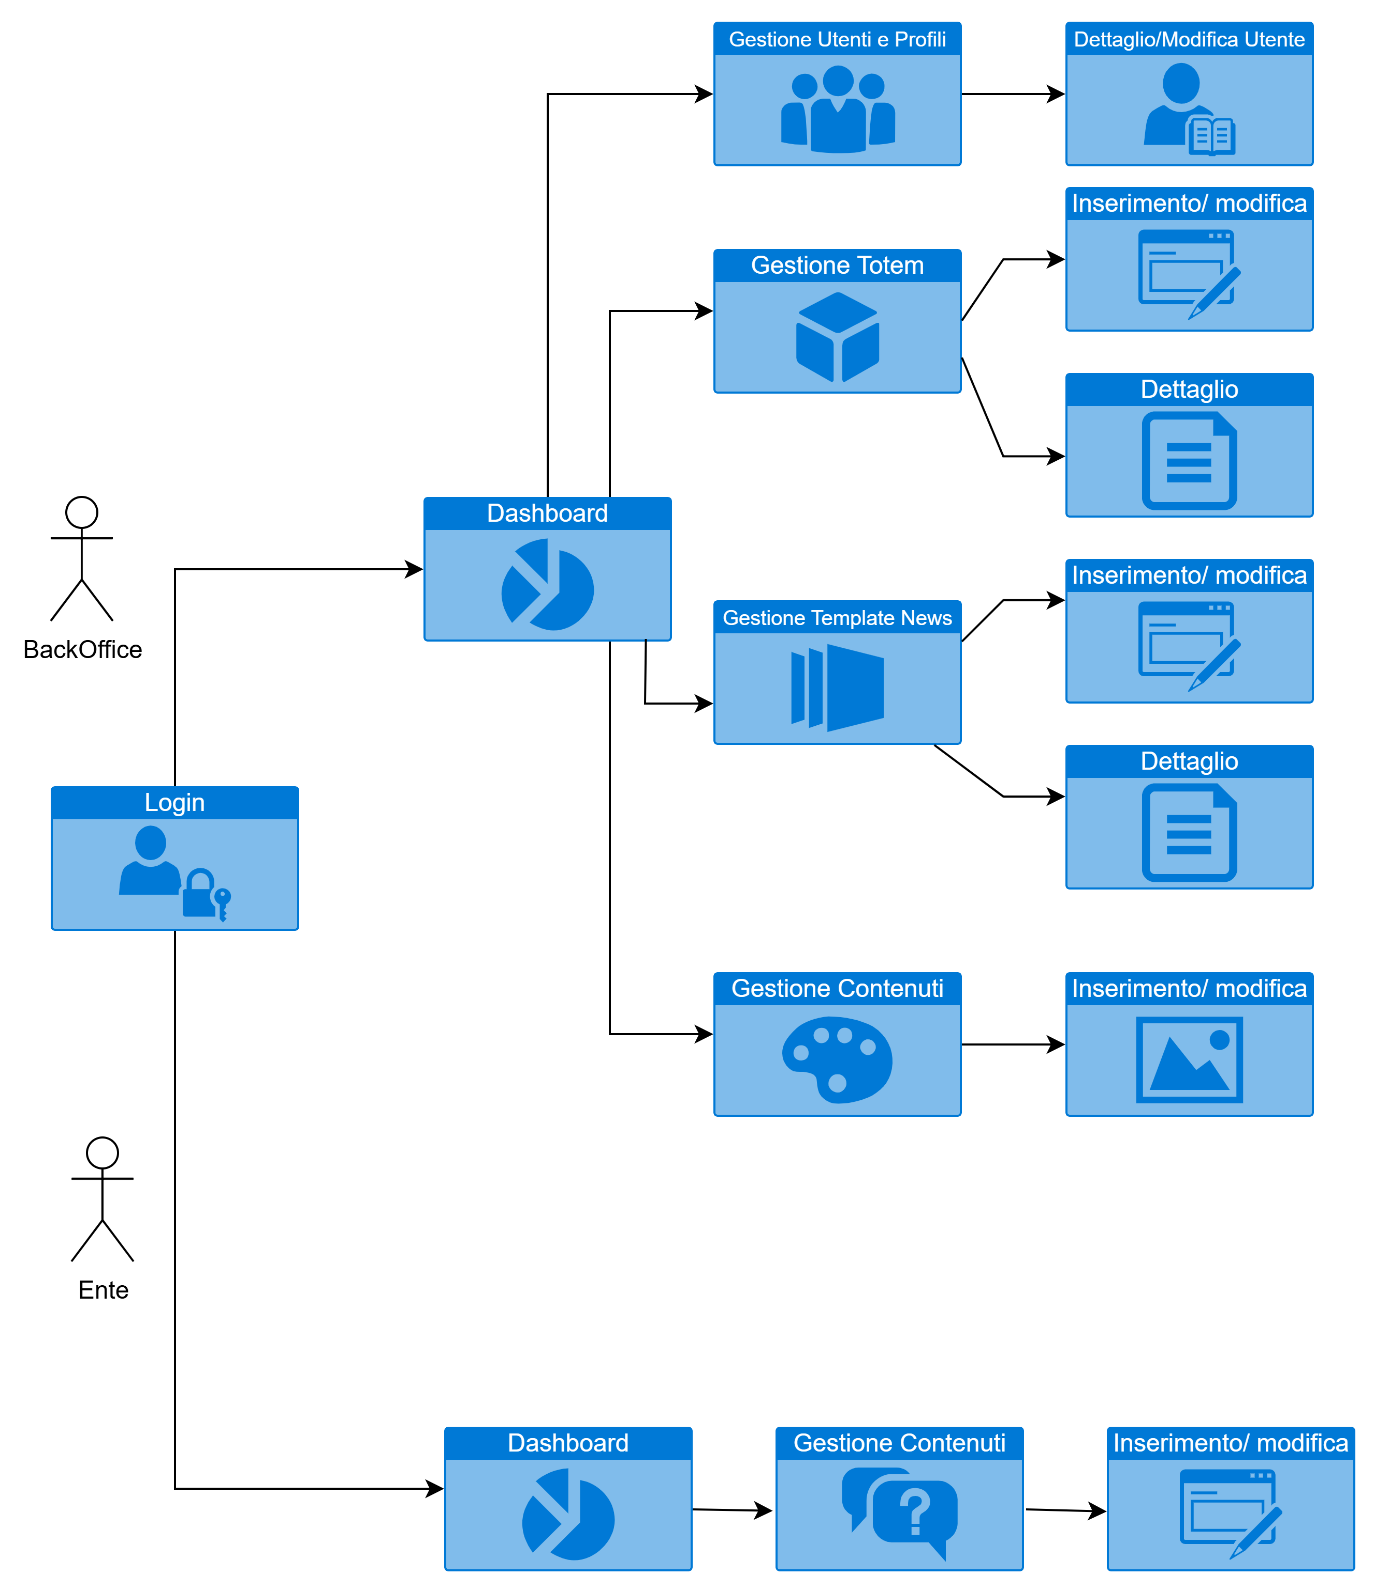 Gestione Utenti e Profili
Dettaglio/Modifica Utente
Inserimento/ modifica
Gestione Totem
Dettaglio
Dashboard
Inserimento/ modifica
Gestione Template News
BackOffice
Dettaglio
Login
Gestione Contenuti
Inserimento/ modifica
Ente
Dashboard
Gestione Contenuti
Inserimento/ modifica